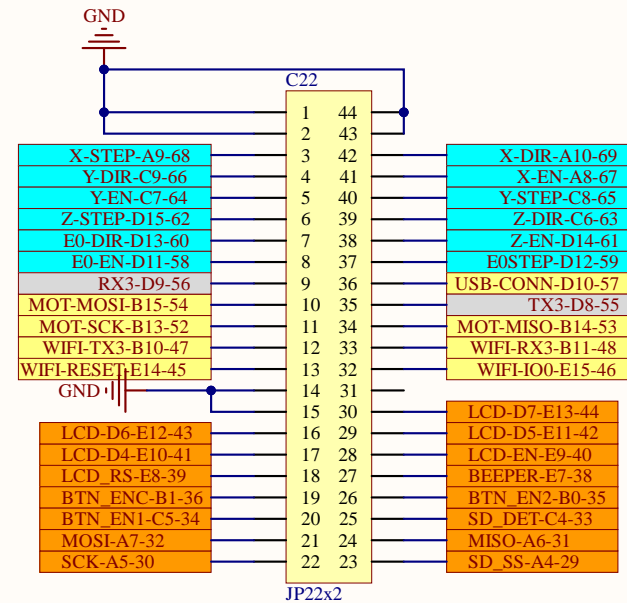 GND
C22
1 44
2 43
X-STEP-A9-68 3 42 X-DIR-A10-69
Y-DIR-C9-66 4 41 X-EN-A8-67
Y-EN-C7-64 5 40 Y-STEP-C8-65
Z-STEP-D15-62 6 39 Z-DIR-C6-63
E0-DIR-D13-60 7 38 Z-EN-D14-61
E0-EN-D11-58 8 37 E0STEP-D12-59
RX3-D9-56 9 36 USB-CONN-D10-57
MOT-MOSI-B15-54 10 35 TX3-D8-55
MOT-SCK-B13-52 11 34 MOT-MISO-B14-53
WIFI-TX3-B10-47 12 33 WIFI-RX3-B11-48
WIFI-RESET-E14-45 13 32 WIFI-IO0-E15-46
GND 14 31
15 30 LCD-D7-E13-44
LCD-D6-E12-43 16 29 LCD-D5-E11-42
LCD-D4-E10-41 17 28 LCD-EN-E9-40
LCD_RS-E8-39 18 27 BEEPER-E7-38
BTN_ENC-B1-36 19 26 BTN_EN2-B0-35
BTN_EN1-C5-34 20 25 SD_DET-C4-33
MOSI-A7-32 21 24 MISO-A6-31
SCK-A5-30 22 23 SD_SS-A4-29
JP22x2